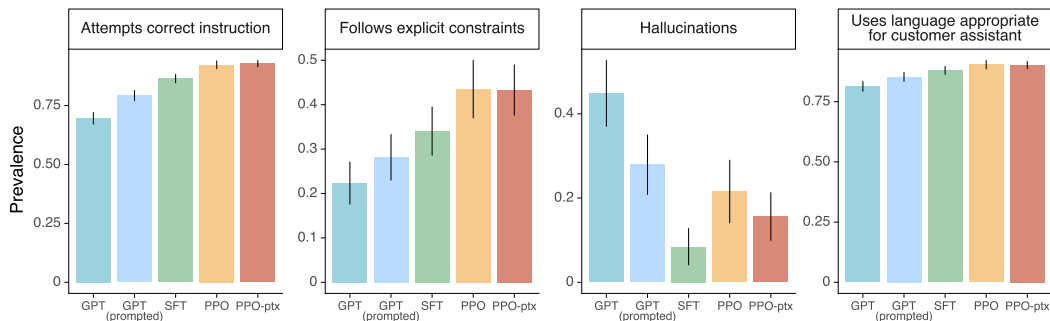 Attempts correct instruction
Follows explicit constraints
Hallucinations
Uses language appropriate
for customer assistant
Prevalence
0.75
0.50
0.25
0
GPT
GPT
(prompted)
SFT
PPO
PPO-ptx
0.5
0.4
0.3
0.2
0.1
0
GPT
GPT
(prompted)
SFT
PPO
PPO-ptx
0.4
0.2
0
GPT
GPT
(prompted)
SFT
PPO
PPO-ptx
0.75
0.50
0.25
0
GPT
GPT
(prompted)
SFT
PPO
PPO-ptx